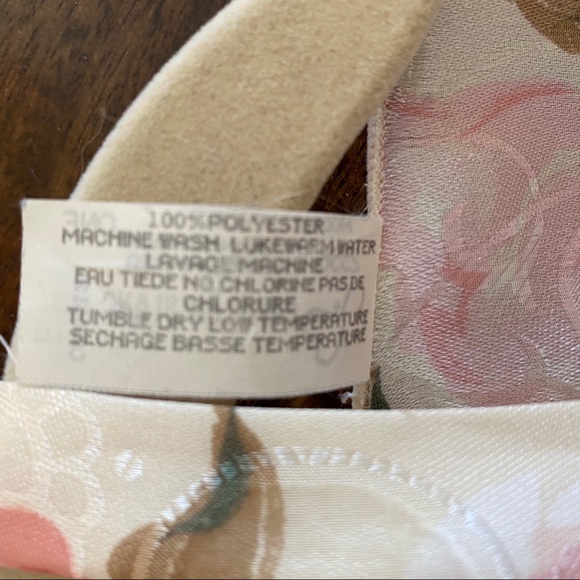 100%POLYESTER
MACHINE WASH LUKEWARM WATER
LAVAGE MACHINE
EAU TIEDE NO CHLORINE PAS DE
CHLORURE
TUMBLE DRY LOW TEMPERATURE
SECHAGE BASSE TEMPERATURE